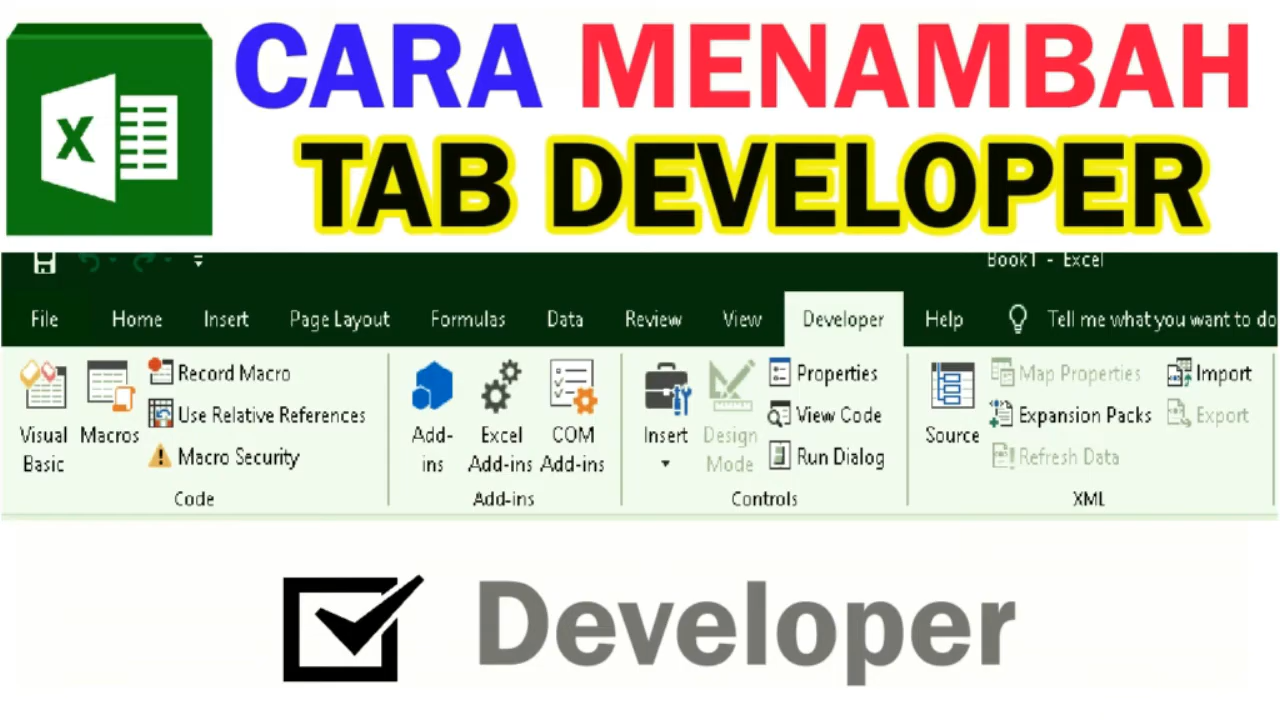 CARA MENAMBAH
TAB DEVELOPER
Book1 - Excel
File Home Insert Page Layout Formulas Data Review View Developer Help Tell me what you want to do
Visual Basic
Macros
Record Macro
Use Relative References
Macro Security
Code
Add-ins
Excel Add-ins
COM Add-ins
Add-ins
Insert
Design Mode
Properties
View Code
Run Dialog
Controls
Source
Map Properties
Expansion Packs
Refresh Data
Import
Export
XML
Developer